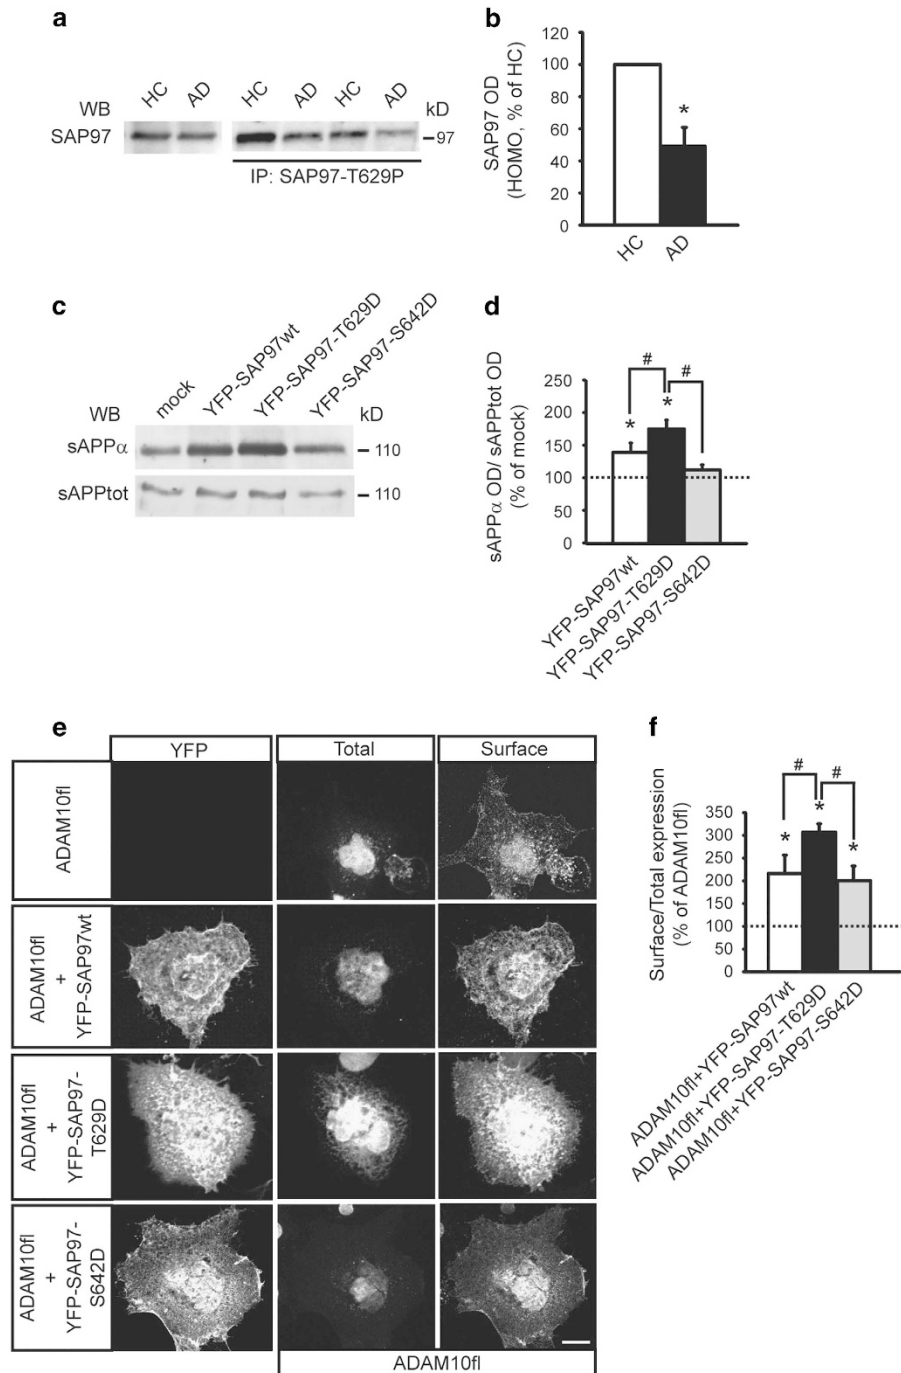 a
WB
HC
AD
HC
AD
HC
AD
kD
SAP97
97
IP: SAP97-T629P
b
SAP97 OD
(HOMO, % of HC)
120
100
80
60
40
20
0
*
HC
AD
c
WB
mock
YFP-SAP97wt
YFP-SAP97-T629D
YFP-SAP97-S642D
kD
sAPPα
110
sAPPtot
110
d
sAPPα OD/ sAPPtot OD
(% of mock)
250
200
150
100
50
0
#
#
*
*
YFP-SAP97wt
YFP-SAP97-T629D
YFP-SAP97-S642D
e
YFP
Total
Surface
ADAM10fl
ADAM10fl
+
YFP-SAP97wt
ADAM10fl
+
YFP-SAP97-
T629D
ADAM10fl
+
YFP-SAP97-
S642D
ADAM10fl
f
Surface/Total expression
(% of ADAM10fl)
350
300
250
200
150
100
50
0
#
#
*
*
*
ADAM10fl+YFP-SAP97wt
ADAM10fl+YFP-SAP97-T629D
ADAM10fl+YFP-SAP97-S642D